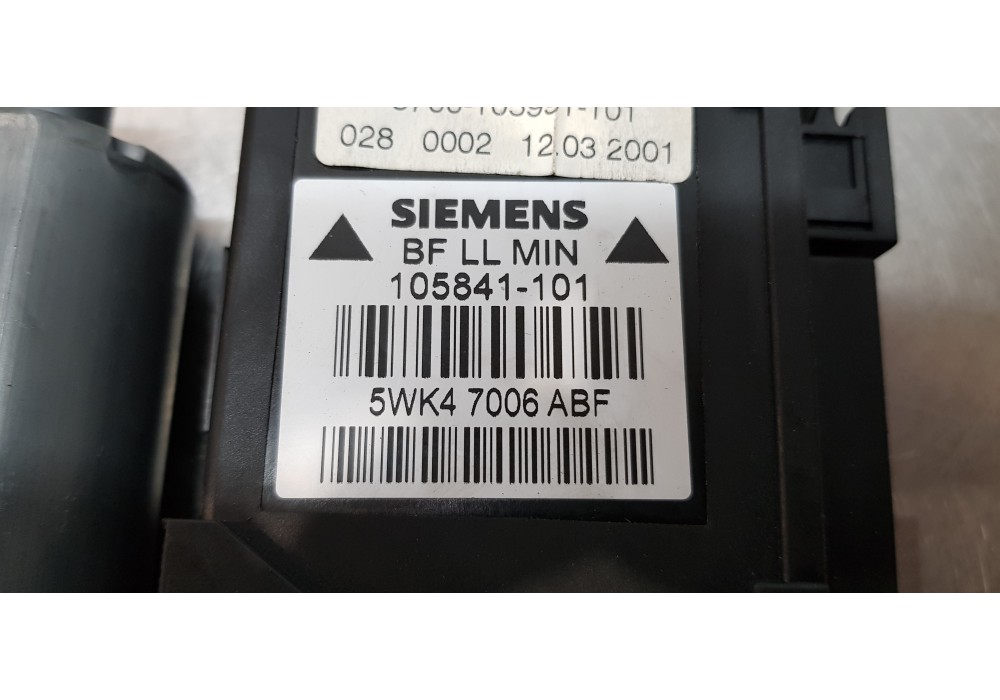 028 0002 12.03 2001
SIEMENS
BF LL MIN
105841-101
5WK4 7006 ABF